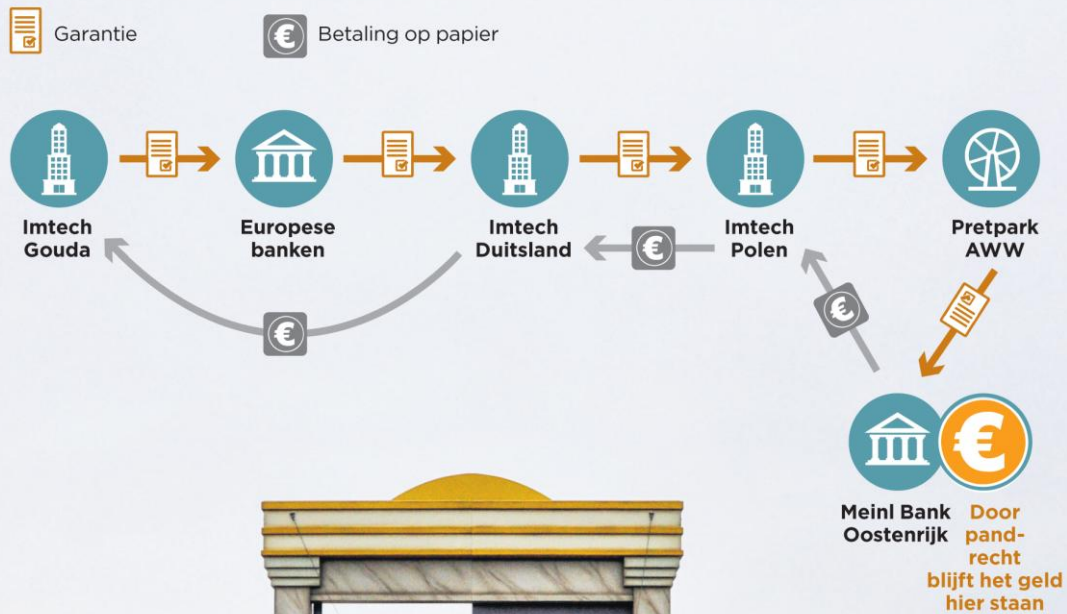 Garantie
Betaling op papier
Imtech
Gouda
Europese
banken
Imtech
Duitsland
Imtech
Polen
Pretpark
AWW
Meinl Bank
Oostenrijk
Door
pand-
recht
blijft het geld
hier staan